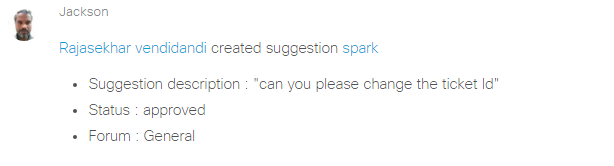 Jackson
Rajasekhar vendidandi created suggestion spark
• Suggestion description : "can you please change the ticket Id"
• Status : approved
• Forum : General